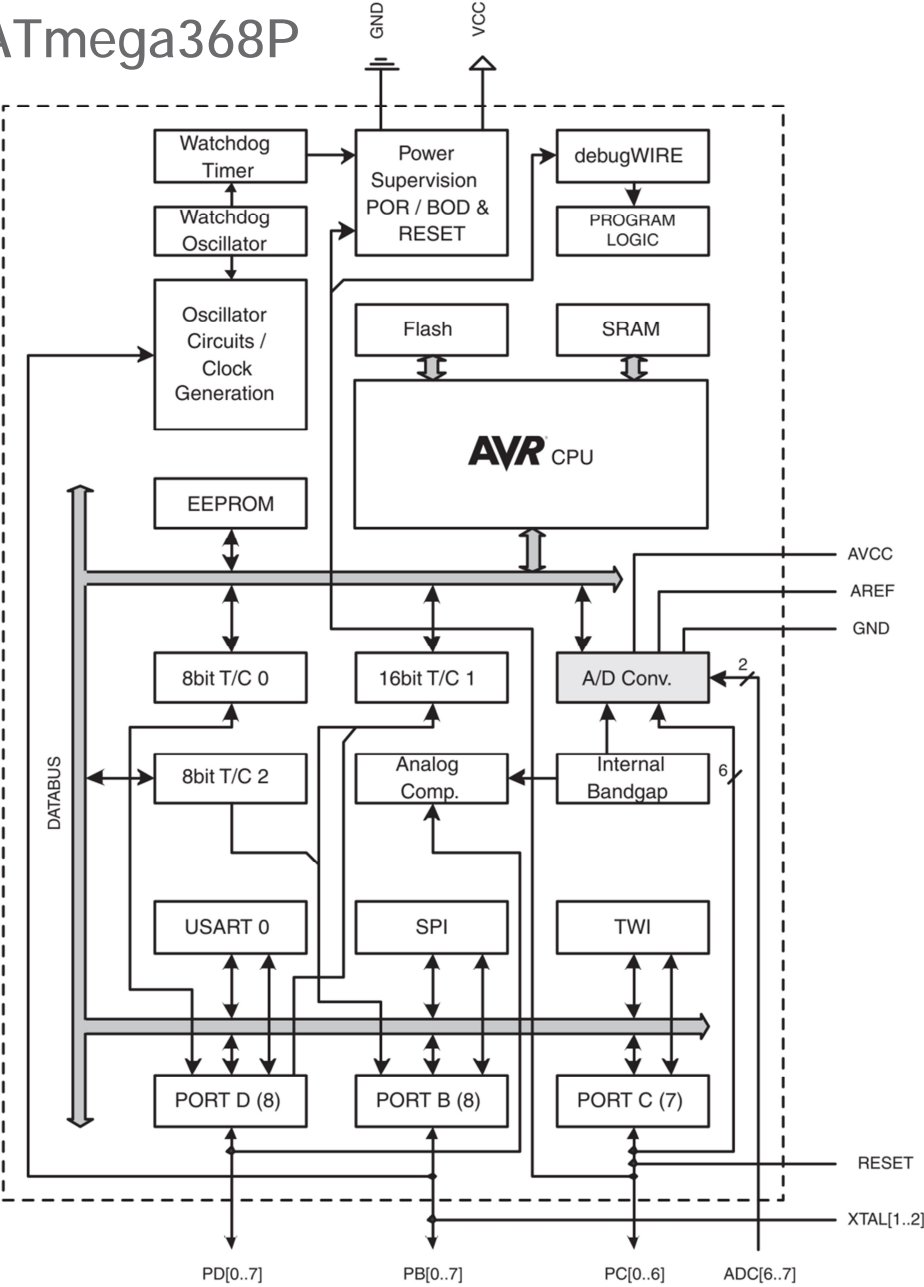 ATmega368P
GND
VCC
Watchdog
Timer
Power
Supervision
POR / BOD &
RESET
debugWIRE
Watchdog
Oscillator
PROGRAM
LOGIC
Oscillator
Circuits /
Clock
Generation
Flash
SRAM
AVR CPU
EEPROM
AVCC
AREF
GND
8bit T/C 0
16bit T/C 1
A/D Conv.
2
DATABUS
8bit T/C 2
Analog
Comp.
Internal
Bandgap
6
USART 0
SPI
TWI
PORT D (8)
PORT B (8)
PORT C (7)
RESET
XTAL[1..2]
PD[0..7]
PB[0..7]
PC[0..6]
ADC[6..7]